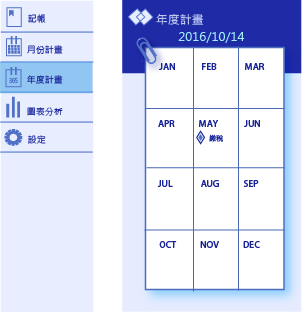 記帳
月份計畫
365
年度計畫
圖表分析
設定
年度計畫
2016/10/14
JAN FEB MAR
APR MAY JUN
繳稅
JUL AUG SEP
OCT NOV DEC